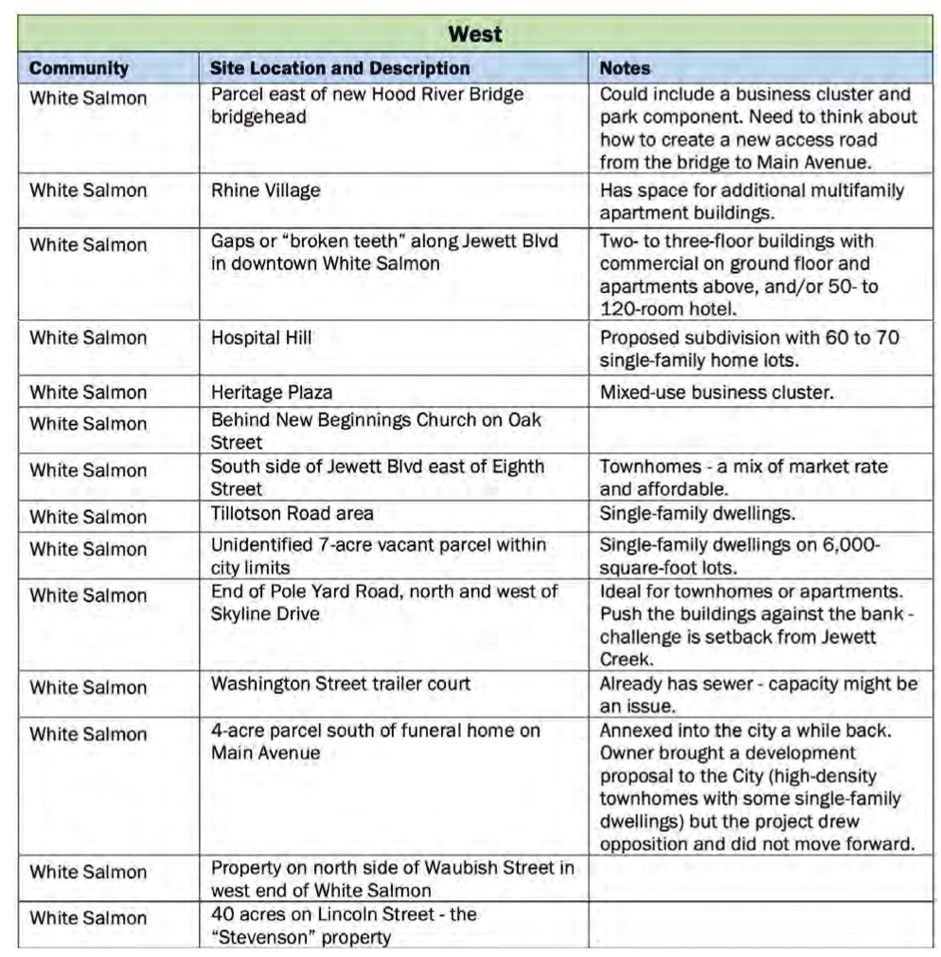 West
Community Site Location and Description Notes
White Salmon Parcel east of new Hood River Bridge Could include a business cluster and
bridgehead park component. Need to think about
how to create a new access road
from the bridge to Main Avenue.
White Salmon Rhine Village Has space for additional multifamily
apartment buildings.
White Salmon Gaps or “broken teeth” along Jewett Blvd Two- to three-floor buildings with
in downtown White Salmon commercial on ground floor and
apartments above, and/or 50- to
120-room hotel.
White Salmon Hospital Hill Proposed subdivision with 60 to 70
single-family home lots.
White Salmon Heritage Plaza Mixed-use business cluster.
White Salmon Behind New Beginnings Church on Oak
Street
White Salmon South side of Jewett Blvd east of Eighth Townhomes - a mix of market rate
Street and affordable.
White Salmon Tillotson Road area Single-family dwellings.
White Salmon Unidentified 7-acre vacant parcel within Single-family dwellings on 6,000-
city limits square-foot lots.
White Salmon End of Pole Yard Road, north and west of Ideal for townhomes or apartments.
Skyline Drive Push the buildings against the bank -
challenge is setback from Jewett
Creek.
White Salmon Washington Street trailer court Already has sewer - capacity might be
an issue.
White Salmon 4-acre parcel south of funeral home on Annexed into the city a while back.
Main Avenue Owner brought a development
proposal to the City (high-density
townhomes with some single-family
dwellings) but the project drew
opposition and did not move forward.
White Salmon Property on north side of Waubish Street in
west end of White Salmon
White Salmon 40 acres on Lincoln Street - the
“Stevenson” property